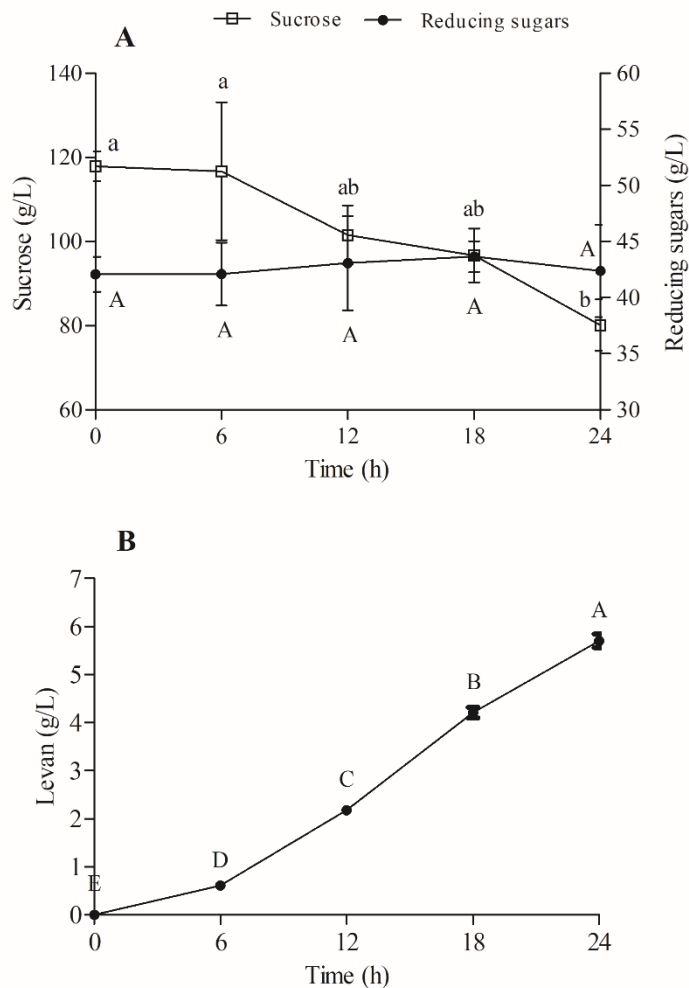 Sucrose Reducing sugars
A
140 60
a
a
120 55
50
ab ab
100 45
A
Sucrose (g/L)
Reducing sugars (g/L)
40
A A A A b
80
35
60 30
0 6 12 18 24
Time (h)
B
7
A
6
5
B
4
Levan (g/L)
3
C
2
D
1
E
0
0 6 12 18 24
Time (h)